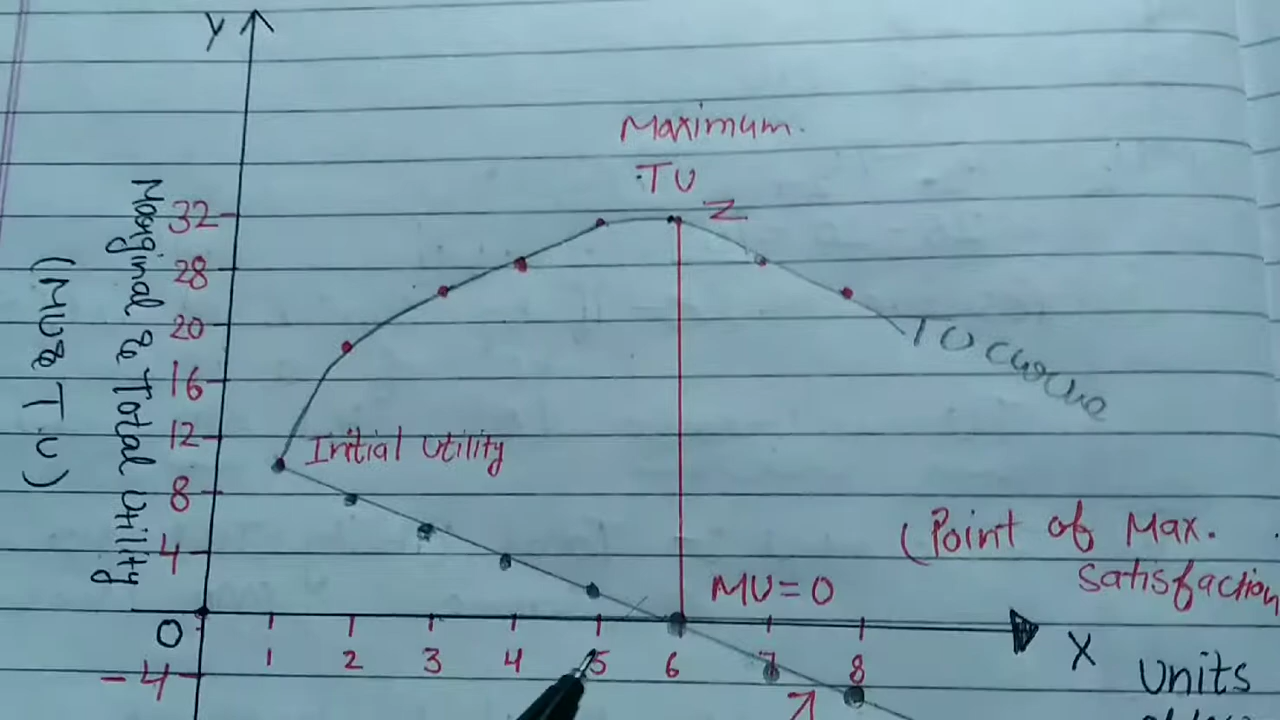 Y
Maximum.
TU
Z
32
28
20
16
12
8
4
0
-4
Marginal & Total Utility
(MU & T.U)
Initial Utility
TU Curve
(Point of Max.
Satisfaction
MU=0
1 2 3 4 5 6 7 8
X
Units